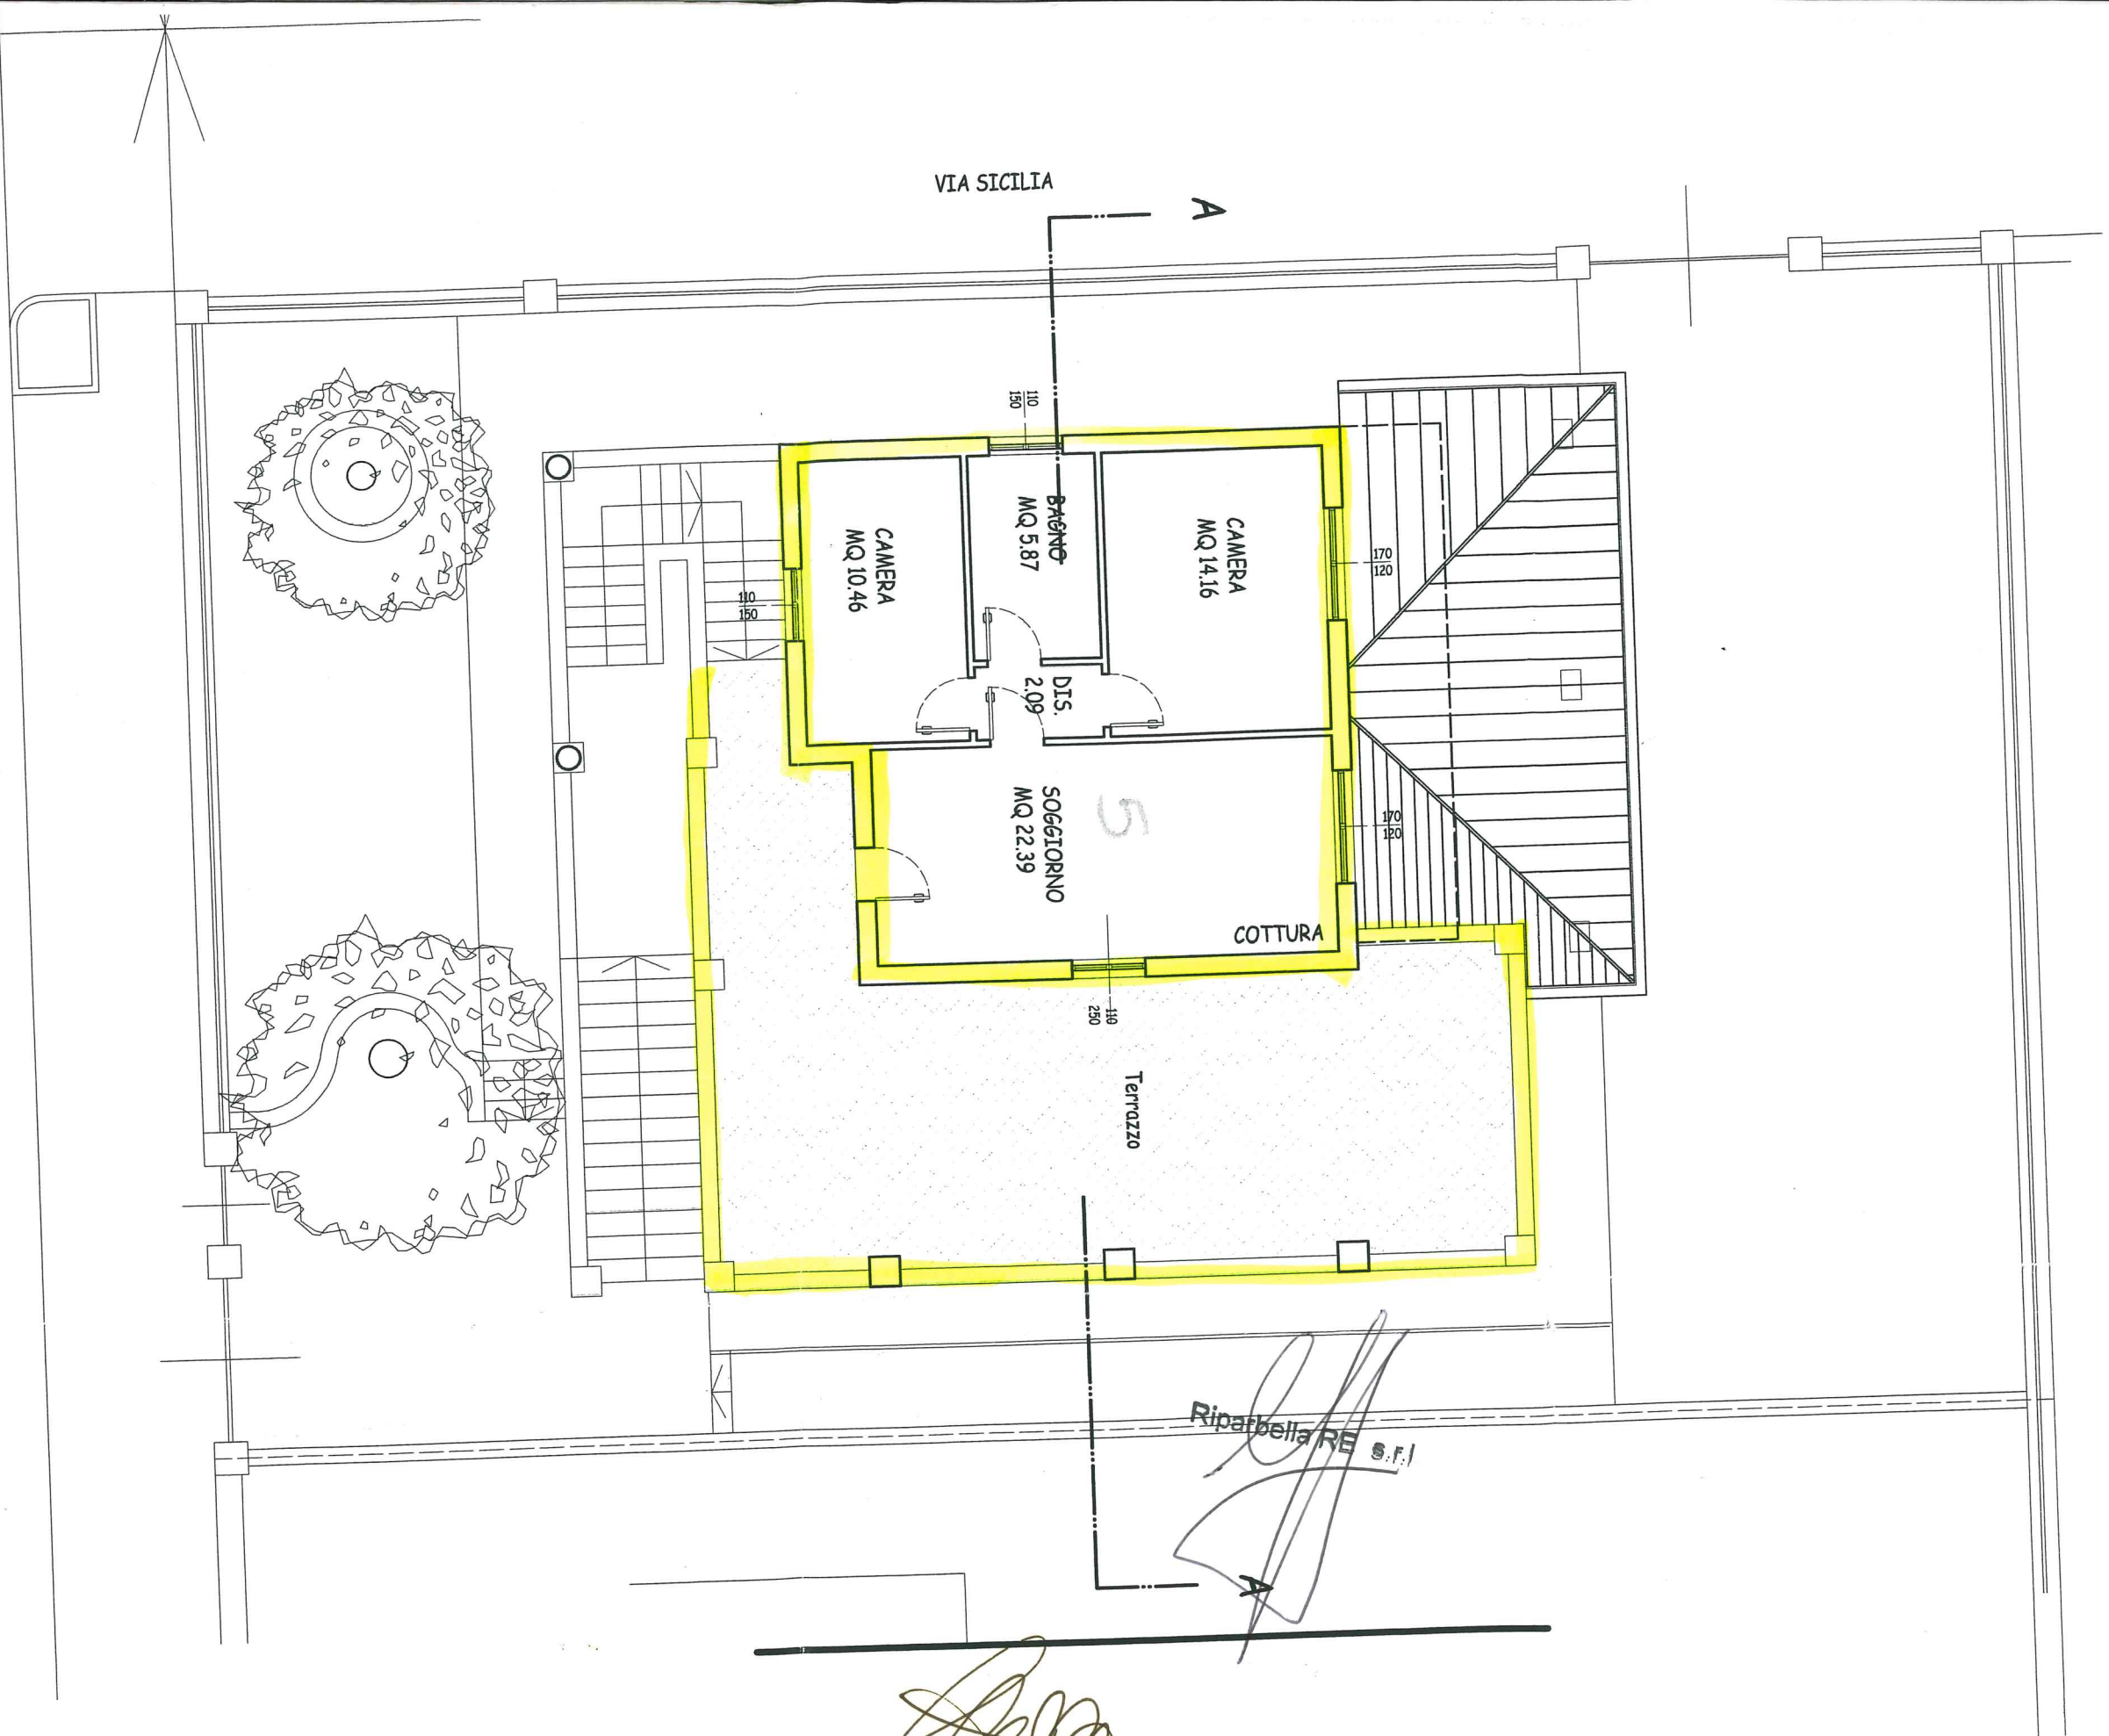 VIA SICILIA
A
110
150
CAMERA
MQ 10.46
BAGNO
MQ 5.87
CAMERA
MQ 14.16
170
120
110
150
DIS.
2.09
SOGGIORNO
MQ 22.39
5
170
120
COTTURA
110
250
Terrazzo
Riparbella RE s.r.l
A